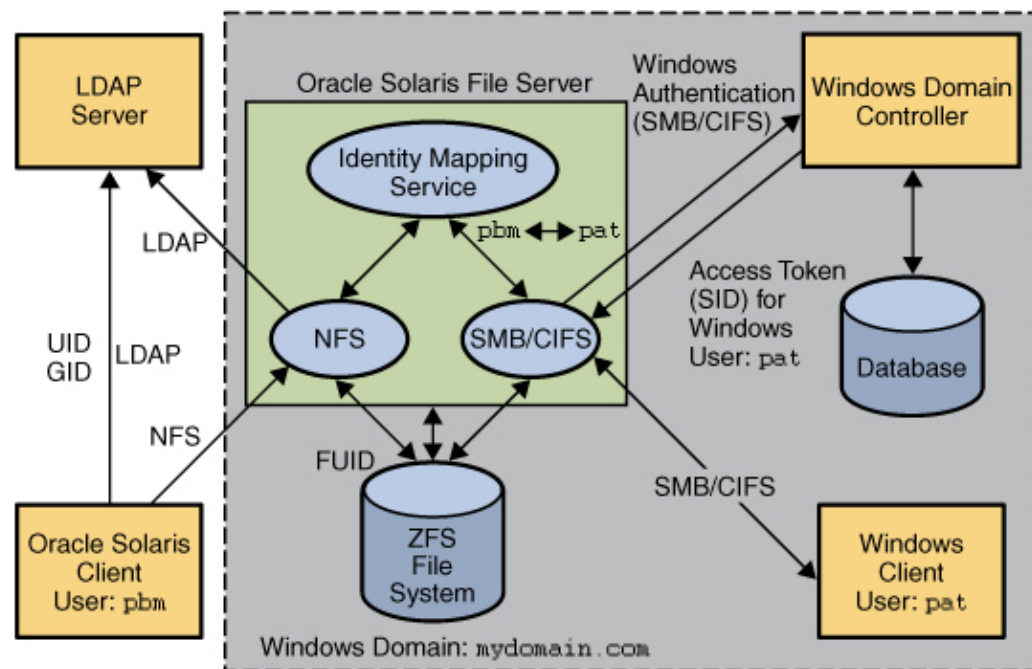 LDAP
Server
Oracle Solaris File Server
Windows
Authentication
(SMB/CIFS)
Windows Domain
Controller
Identity Mapping
Service
pbm
pat
LDAP
Access Token
(SID) for
Windows
User: pat
NFS
SMB/CIFS
Database
UID
GID
LDAP
NFS
FUID
SMB/CIFS
ZFS
File
System
Oracle Solaris
Client
User: pbm
Windows
Client
User: pat
Windows Domain: mydomain.com